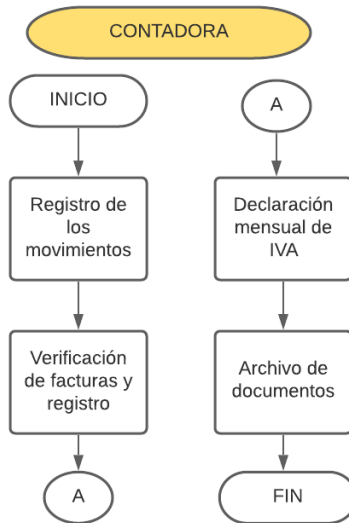 CONTADORA
INICIO
Registro de
los
movimientos
Verificación
de facturas y
registro
A
A
Declaración
mensual de
IVA
Archivo de
documentos
FIN